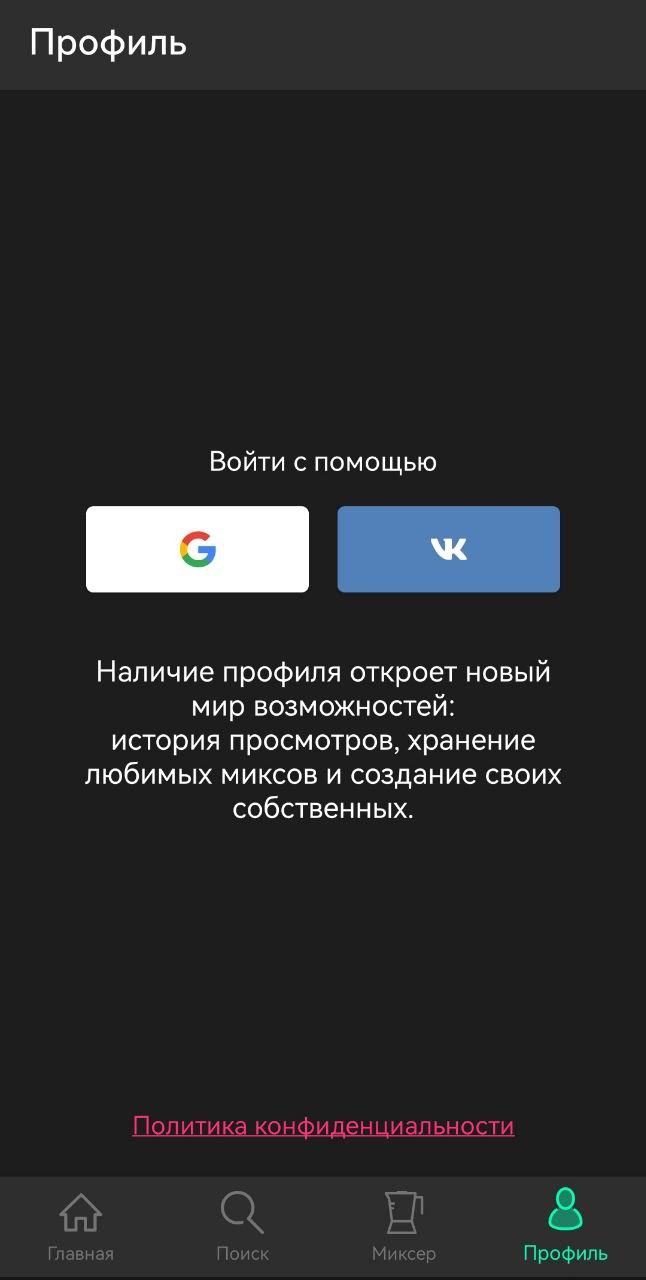 Профиль
Войти с помощью
Наличие профиля откроет новый
мир возможностей:
история просмотров, хранение
любимых миксов и создание своих
собственных.
Политика конфиденциальности
Главная
Поиск
Миксер
Профиль